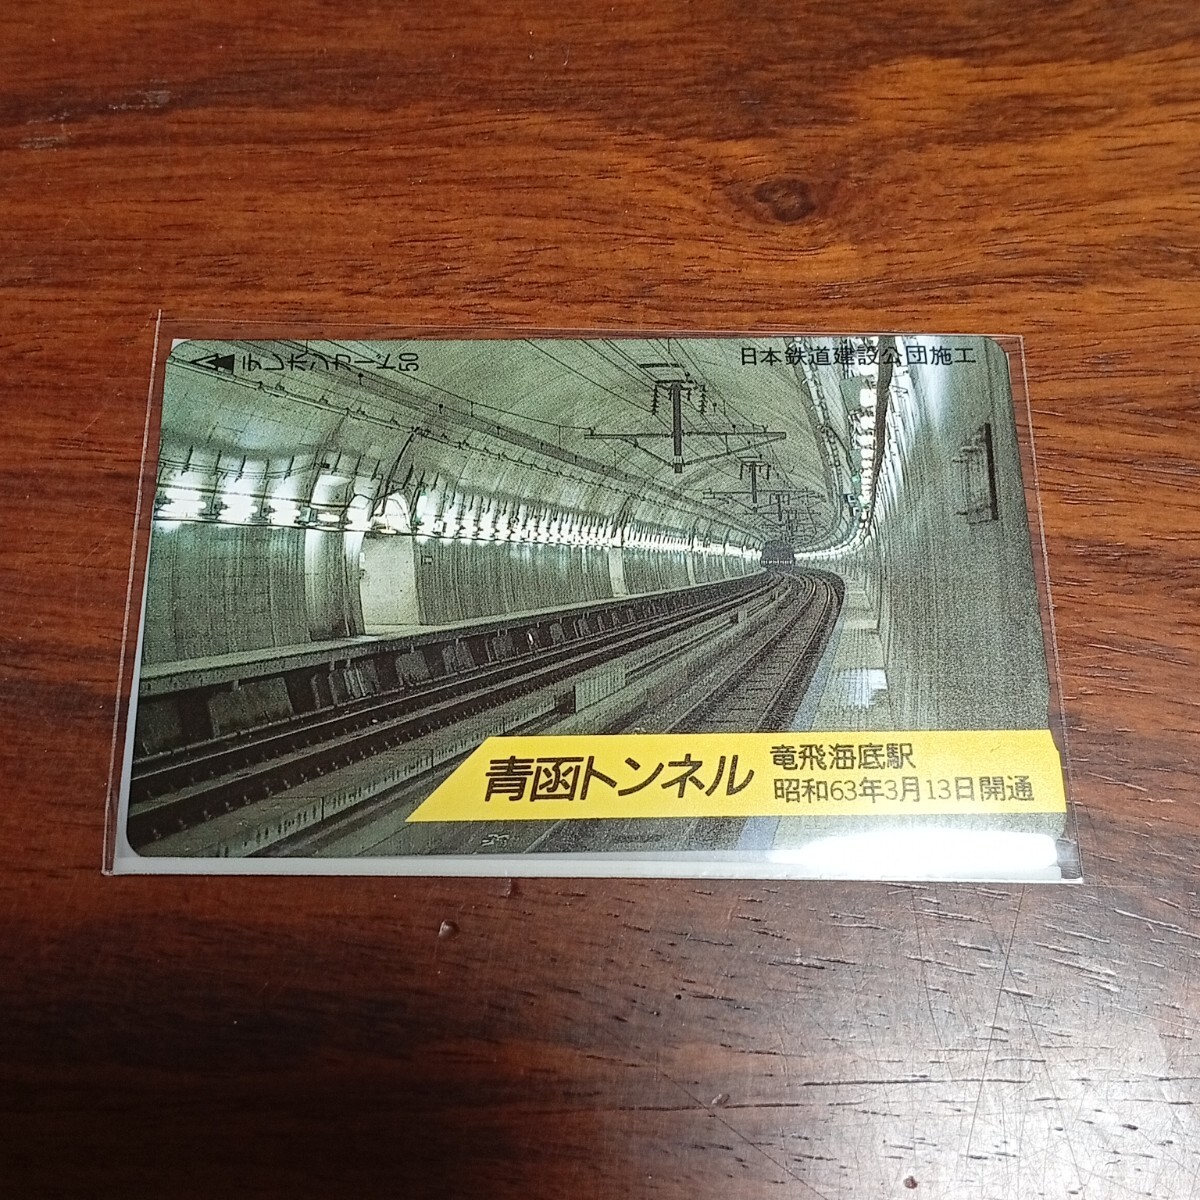 テレホンカード50
日本鉄道建設公団施工
青函トンネル
竜飛海底駅
昭和63年3月13日開通